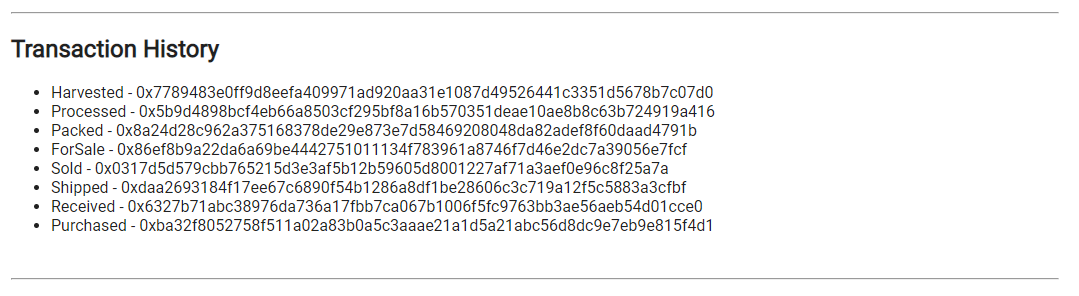 Transaction History
• Harvested - 0x7789483e0ff9d8eefa409971ad920aa31e1087d49526441c3351d5678b7c07d0
• Processed - 0x5b9d4898bcf4eb66a8503cf295bf8a16b570351deae10ae8b8c63b724919a416
• Packed - 0x8a24d28c962a375168378de29e873e7d58469208048da82adef8f60daad4791b
• ForSale - 0x86ef8b9a22da6a69be4442751011134f783961a8746f7d46e2dc7a39056e7fcf
• Sold - 0x0317d5d579cbb765215d3e3af5b12b59605d8001227af71a3aef0e96c8f25a7a
• Shipped - 0xdaa2693184f17ee67c6890f54b1286a8df1be28606c3c719a12f5c5883a3cfbf
• Received - 0x6327b71abc38976da736a17fbb7ca067b1006f5fc9763bb3ae56aeb54d01cce0
• Purchased - 0xba32f8052758f511a02a83b0a5c3aaae21a1d5a21abc56d8dc9e7eb9e815f4d1